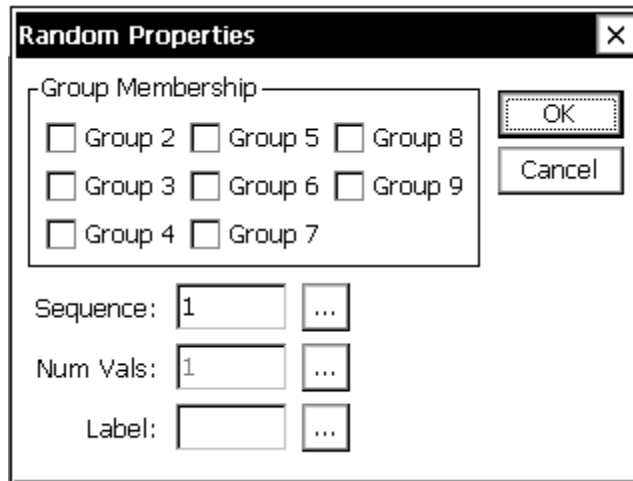 Random Properties
Group Membership
Group 2 Group 5 Group 8
Group 3 Group 6 Group 9
Group 4 Group 7
OK
Cancel
Sequence: 1 ...
Num Vals: 1 ...
Label: ...